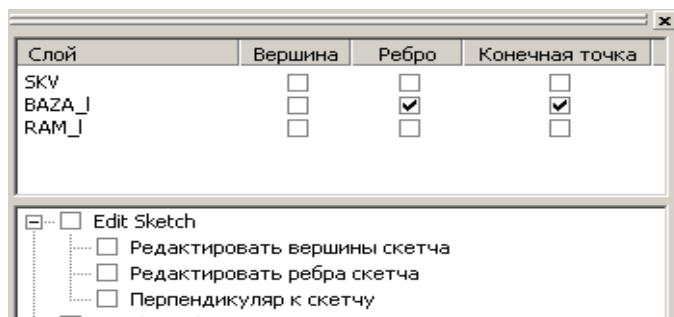 Слой Вершина Ребро Конечная точка
SKV
BAZA_l
RAM_l
Edit Sketch
Редактировать вершины скетча
Редактировать ребра скетча
Перпендикуляр к скетчу